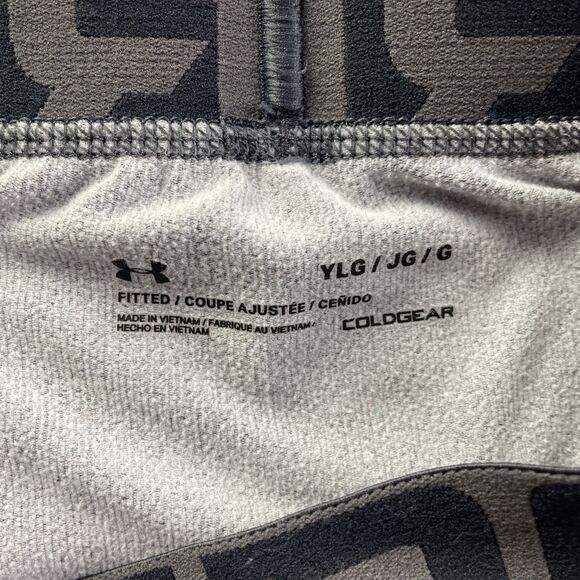 YLG / JG / G
FITTED / COUPE AJUSTÉE / CEÑIDO
MADE IN VIETNAM / FABRIQUÉ AU VIETNAM /
HECHO EN VIETNAM
COLDGEAR